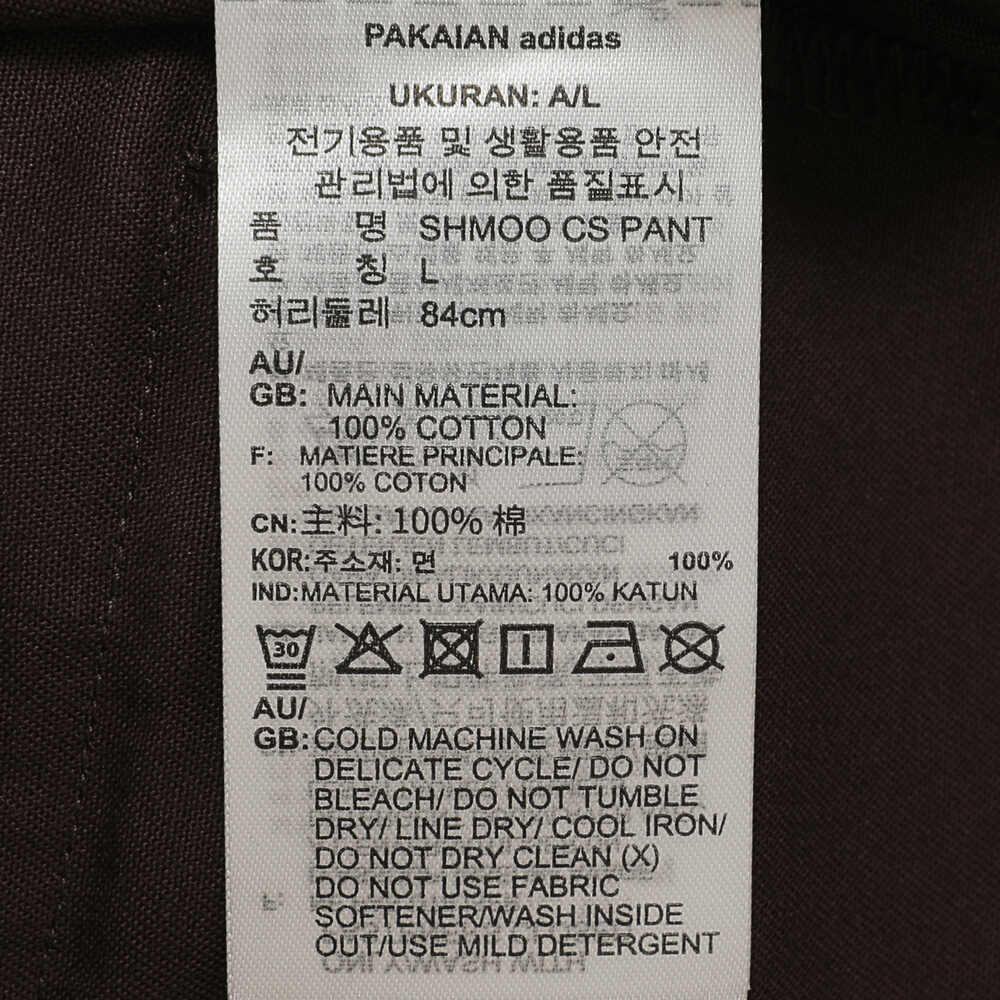 PAKAIAN adidas
UKURAN: A/L
전기용품 및 생활용품 안전
관리법에 의한 품질표시
품 명 SHMOO CS PANT
호 칭 L
허리둘레 84cm
AU/
GB: MAIN MATERIAL:
100% COTTON
F: MATIERE PRINCIPALE:
100% COTON
CN: 主料: 100% 棉
KOR: 주소재: 면 100%
IND: MATERIAL UTAMA: 100% KATUN
30
AU/
GB: COLD MACHINE WASH ON
DELICATE CYCLE/ DO NOT
BLEACH/ DO NOT TUMBLE
DRY/ LINE DRY/ COOL IRON/
DO NOT DRY CLEAN (X)
DO NOT USE FABRIC
SOFTENER/WASH INSIDE
OUT/USE MILD DETERGENT